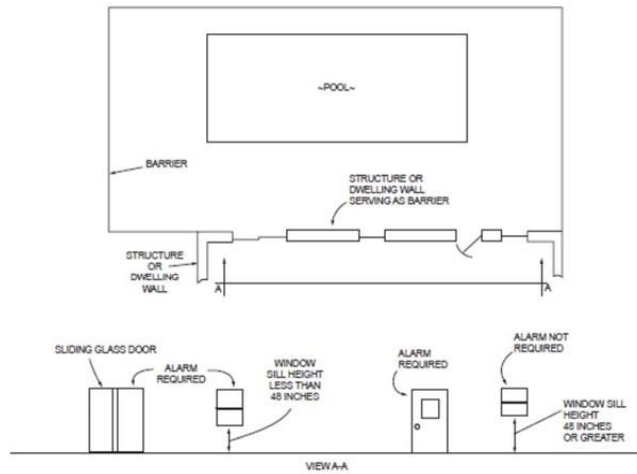 ~POOL~
BARRIER
STRUCTURE OR
DWELLING WALL
SERVING AS BARRIER
STRUCTURE
OR
DWELLING
WALL
A
A
SLIDING GLASS DOOR
ALARM
REQUIRED
WINDOW
SILL HEIGHT
LESS THAN
48 INCHES
ALARM
REQUIRED
ALARM NOT
REQUIRED
WINDOW SILL
HEIGHT
48 INCHES
OR GREATER
VIEW A-A